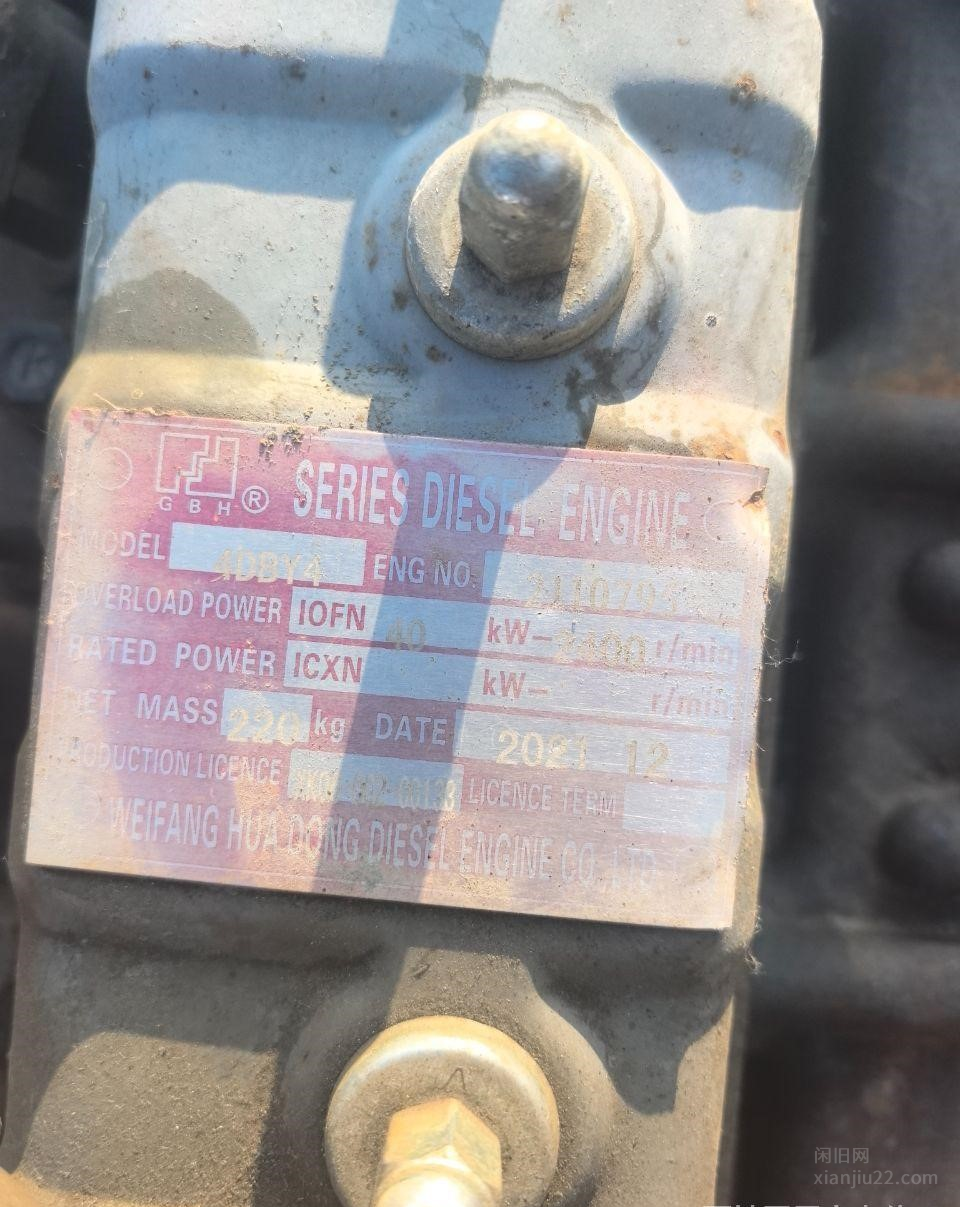 GBH® SERIES DIESEL ENGINE
MODEL 4DBY4 ENG NO.
OVERLOAD POWER IOFN 40 kW- 2400 r/min
RATED POWER ICXN kW- r/min
NET MASS 220 kg DATE 2021 12
PRODUCTION LICENCE LICENCE TERM
WEIFANG HUA DONG DIESEL ENGINE CO.,LTD
闲旧网
xianjiu22.com